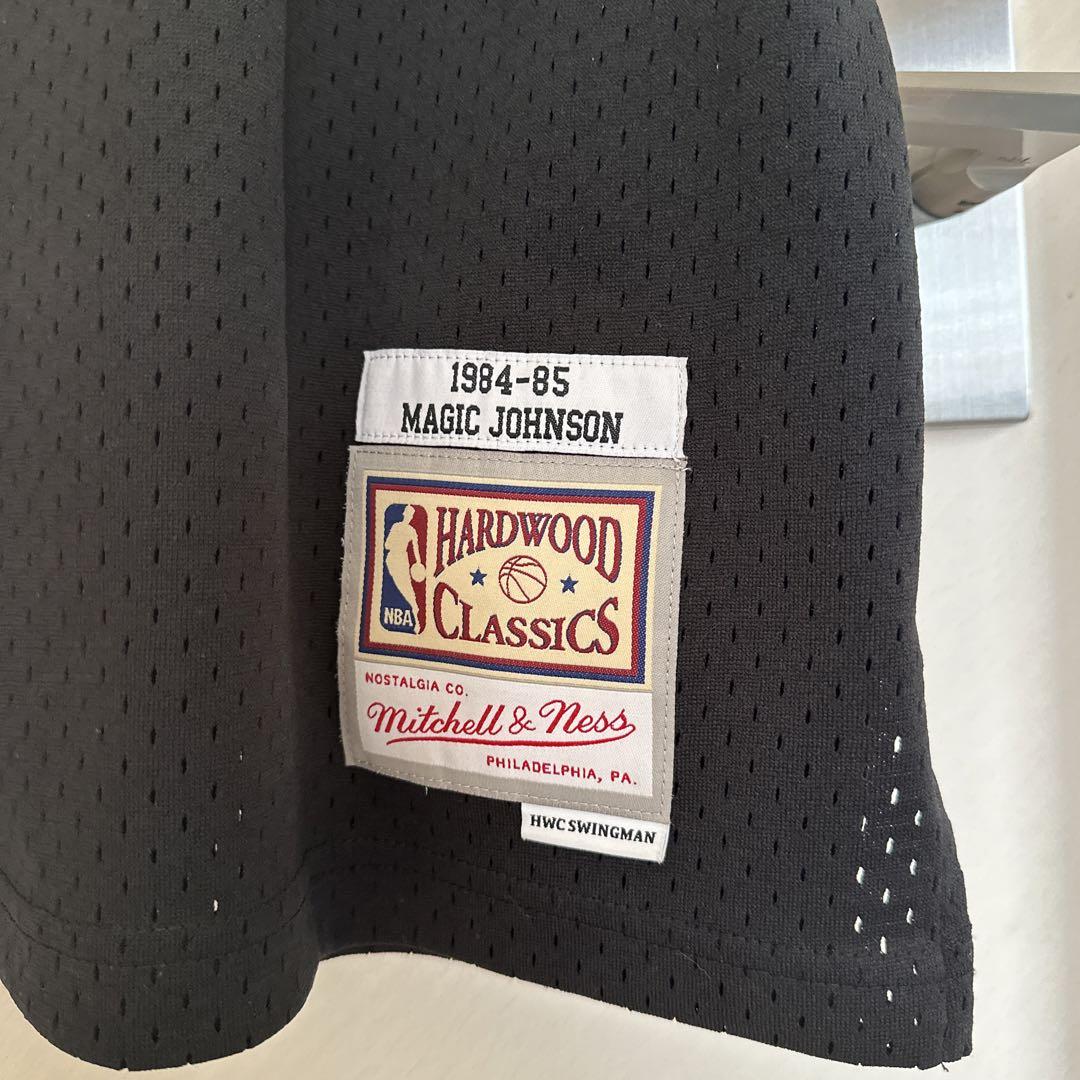 1984-85
MAGIC JOHNSON
HARDWOOD
CLASSICS
NBA
NOSTALGIA CO.
Mitchell & Ness
PHILADELPHIA, PA.
HWC SWINGMAN